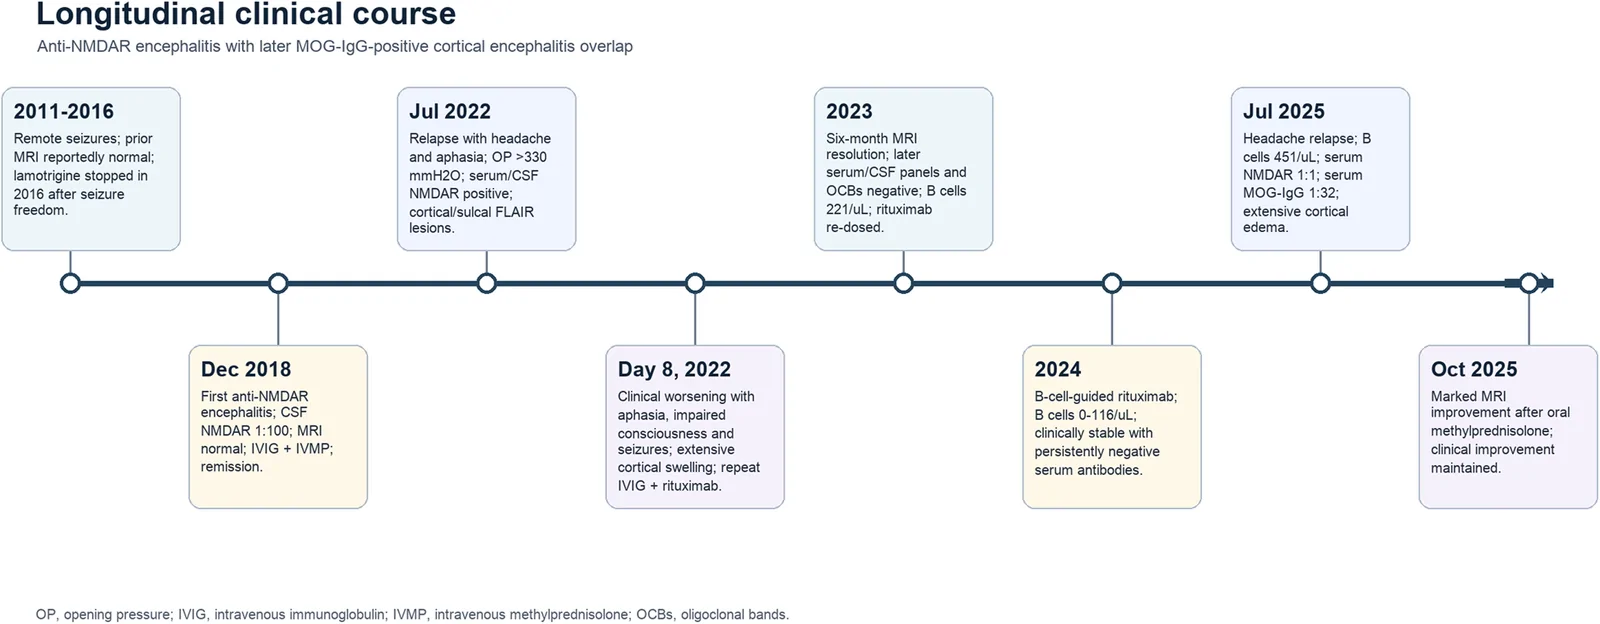 Longitudinal clinical course
Anti-NMDAR encephalitis with later MOG-IgG-positive cortical encephalitis overlap
2011-2016
Remote seizures; prior
MRI reportedly normal;
lamotrigine stopped in
2016 after seizure
freedom.
Dec 2018
First anti-NMDAR
encephalitis; CSF
NMDAR 1:100; MRI
normal; IVIG + IVMP;
remission.
Jul 2022
Relapse with headache
and aphasia; OP >330
mmH2O; serum/CSF
NMDAR positive;
cortical/sulcal FLAIR
lesions.
Day 8, 2022
Clinical worsening with
aphasia, impaired
consciousness and
seizures; extensive
cortical swelling; repeat
IVIG + rituximab.
2023
Six-month MRI
resolution; later
serum/CSF panels and
OCBs negative; B cells
221/uL; rituximab
re-dosed.
2024
B-cell-guided rituximab;
B cells 0-116/uL;
clinically stable with
persistently negative
serum antibodies.
Jul 2025
Headache relapse; B
cells 451/uL; serum
NMDAR 1:1; serum
MOG-IgG 1:32;
extensive cortical
edema.
Oct 2025
Marked MRI
improvement after oral
methylprednisolone;
clinical improvement
maintained.
OP, opening pressure; IVIG, intravenous immunoglobulin; IVMP, intravenous methylprednisolone; OCBs, oligoclonal bands.